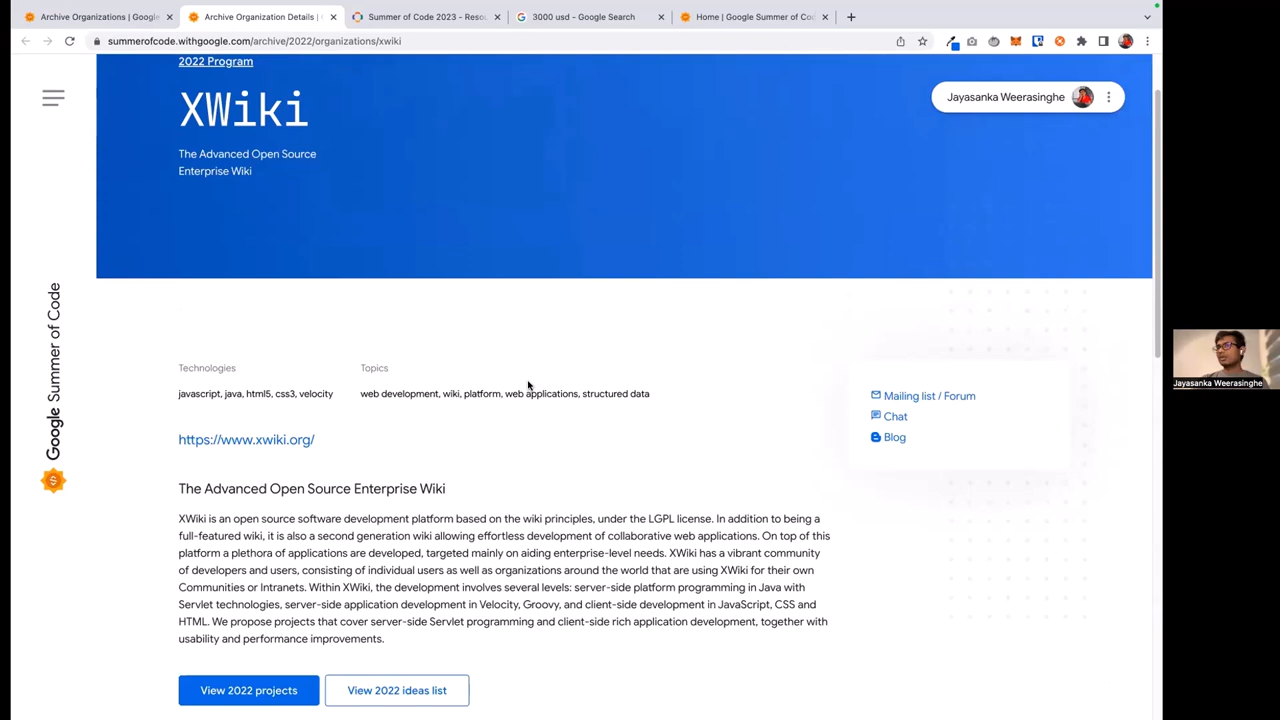 Archive Organizations | Google
Archive Organization Details |
Summer of Code 2023 - Resou
3000 usd - Google Search
Home | Google Summer of Cod
summerofcode.withgoogle.com/archive/2022/organizations/xwiki
2022 Program
XWiki
The Advanced Open Source
Enterprise Wiki
Jayasanka Weerasinghe
Google Summer of Code
Technologies
javascript, java, html5, css3, velocity
Topics
web development, wiki, platform, web applications, structured data
Mailing list / Forum
Chat
Blog
https://www.xwiki.org/
The Advanced Open Source Enterprise Wiki
XWiki is an open source software development platform based on the wiki principles, under the LGPL license. In addition to being a
full-featured wiki, it is also a second generation wiki allowing effortless development of collaborative web applications. On top of this
platform a plethora of applications are developed, targeted mainly on aiding enterprise-level needs. XWiki has a vibrant community
of developers and users, consisting of individual users as well as organizations around the world that are using XWiki for their own
Communities or Intranets. Within XWiki, the development involves several levels: server-side platform programming in Java with
Servlet technologies, server-side application development in Velocity, Groovy, and client-side development in JavaScript, CSS and
HTML. We propose projects that cover server-side Servlet programming and client-side rich application development, together with
usability and performance improvements.
View 2022 projects
View 2022 ideas list
Jayasanka Weerasinghe